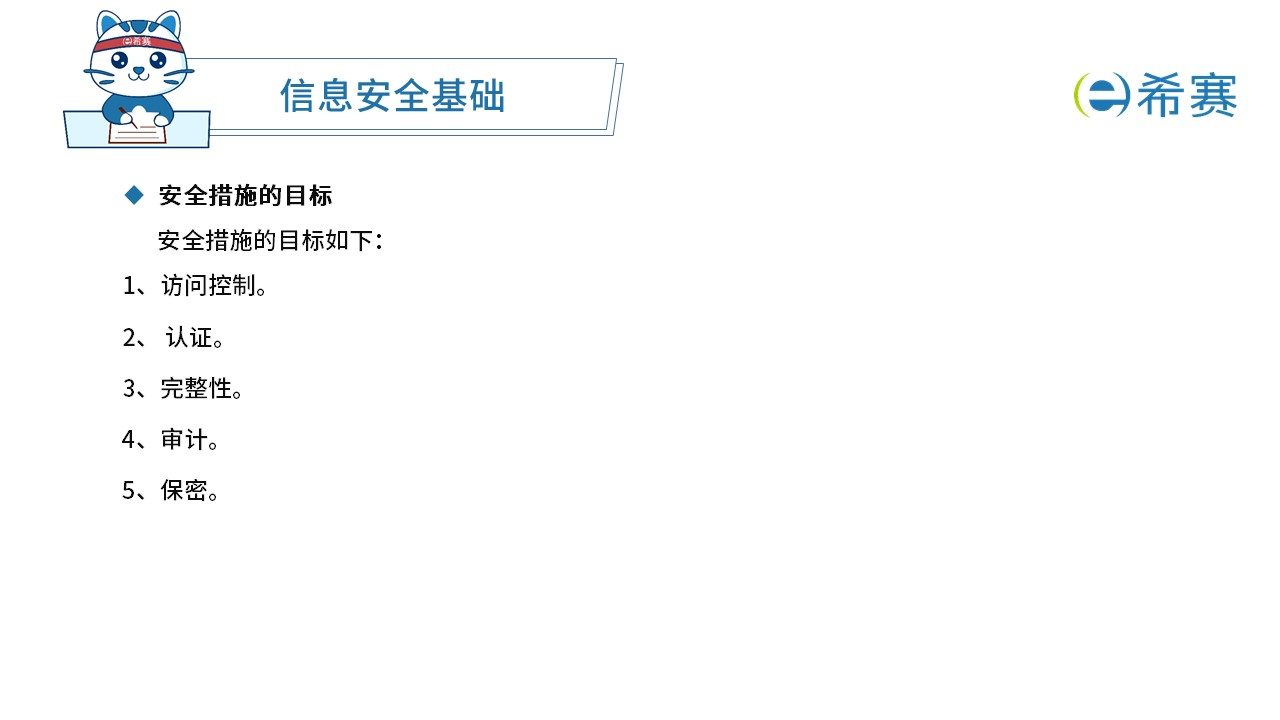 希赛
信息安全基础
希赛
安全措施的目标
安全措施的目标如下：
1、访问控制。
2、 认证。
3、完整性。
4、审计。
5、保密。